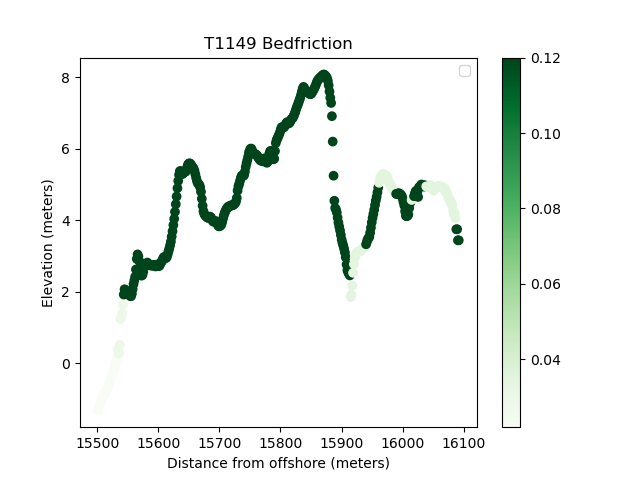 T1149 Bedfriction
8
6
4
2
0
Elevation (meters)
15500 15600 15700 15800 15900 16000 16100
Distance from offshore (meters)
0.12
0.10
0.08
0.06
0.04